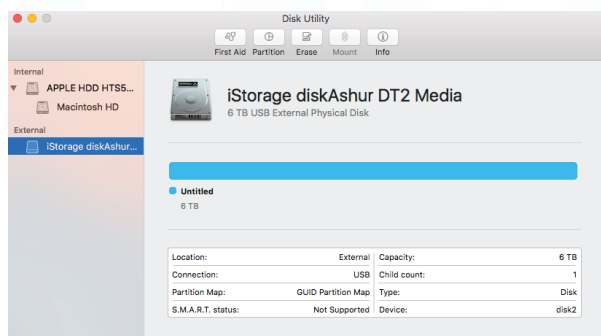 Disk Utility
First Aid Partition Erase Mount Info
Internal
APPLE HDD HTS5...
Macintosh HD
External
iStorage diskAshur...
iStorage diskAshur DT2 Media
6 TB USB External Physical Disk
Untitled
6 TB
Location: External Capacity: 6 TB
Connection: USB Child count: 1
Partition Map: GUID Partition Map Type: Disk
S.M.A.R.T. status: Not Supported Device: disk2